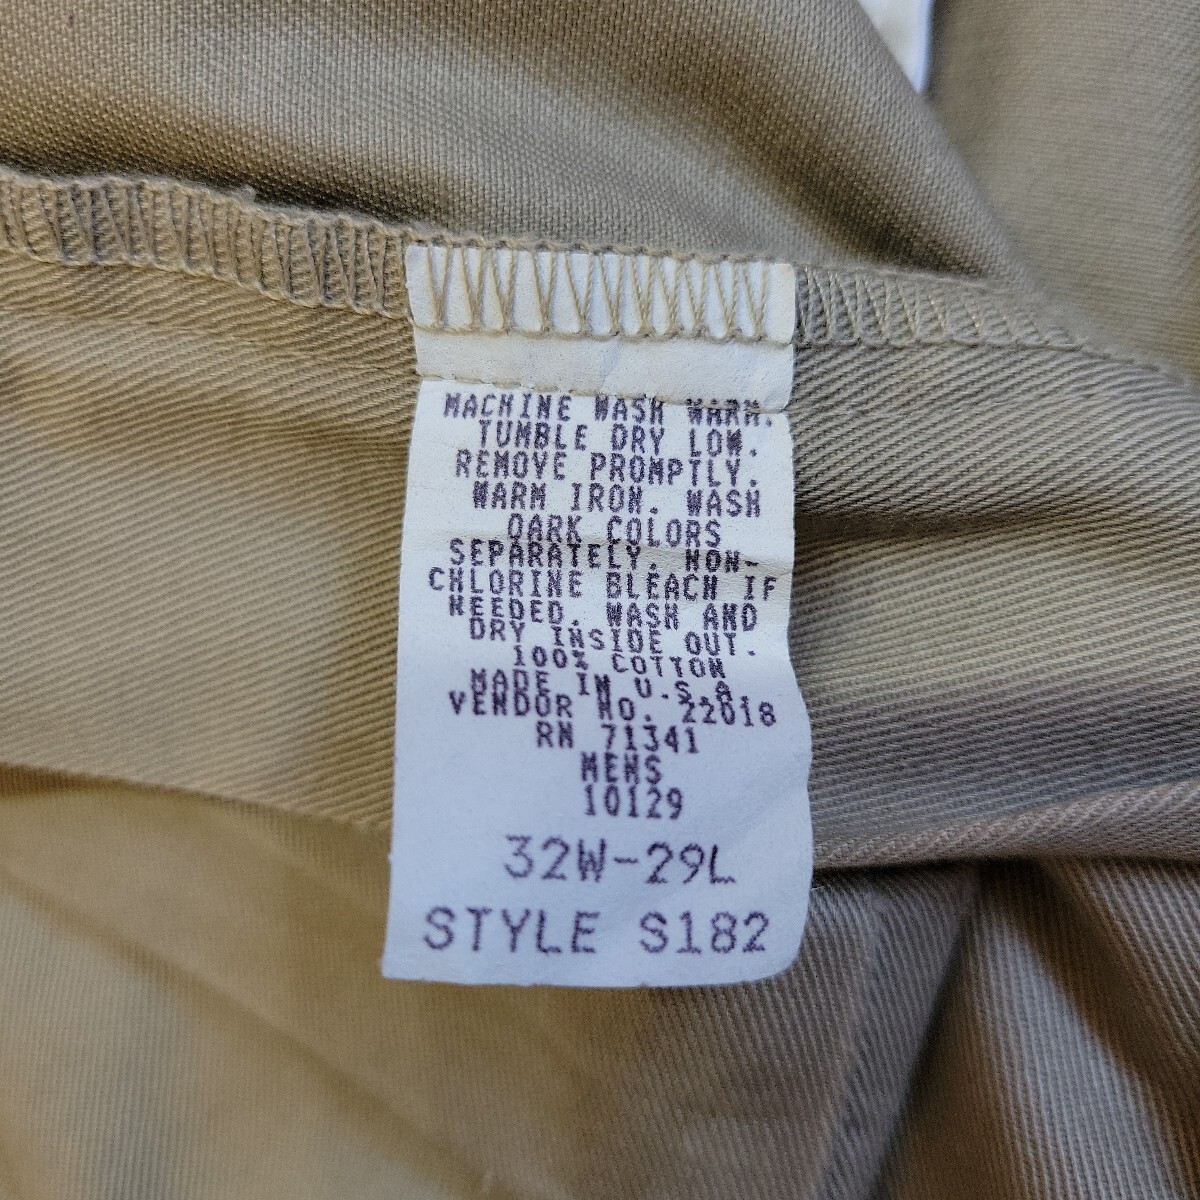 MACHINE WASH WARM.
TUMBLE DRY LOW.
REMOVE PROMPTLY.
WARM IRON. WASH
DARK COLORS
SEPARATELY. NON-
CHLORINE BLEACH IF
NEEDED. WASH AND
DRY INSIDE OUT.
100% COTTON
MADE IN U.S.A.
VENDOR NO. 22018
RN 71341
MENS
10129
32W-29L
STYLE S182